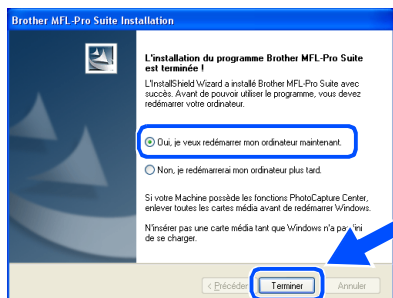 Brother MFL-Pro Suite Installation
L'installation du programme Brother MFL-Pro Suite
est terminée !
L'InstallShield Wizard a installé Brother MFL-Pro Suite avec
succès. Avant de pouvoir utiliser le programme, vous devez
redémarrer votre ordinateur.
Oui, je veux redémarrer mon ordinateur maintenant.
Non, je redémarrerai mon ordinateur plus tard.
Si votre Machine possède les fonctions PhotoCapture Center,
enlever toutes les cartes média avant de redémarrer Windows.
N'insérer pas une carte média tant que Windows n'a pas fini
de se charger.
< Précéder Terminer Annuler